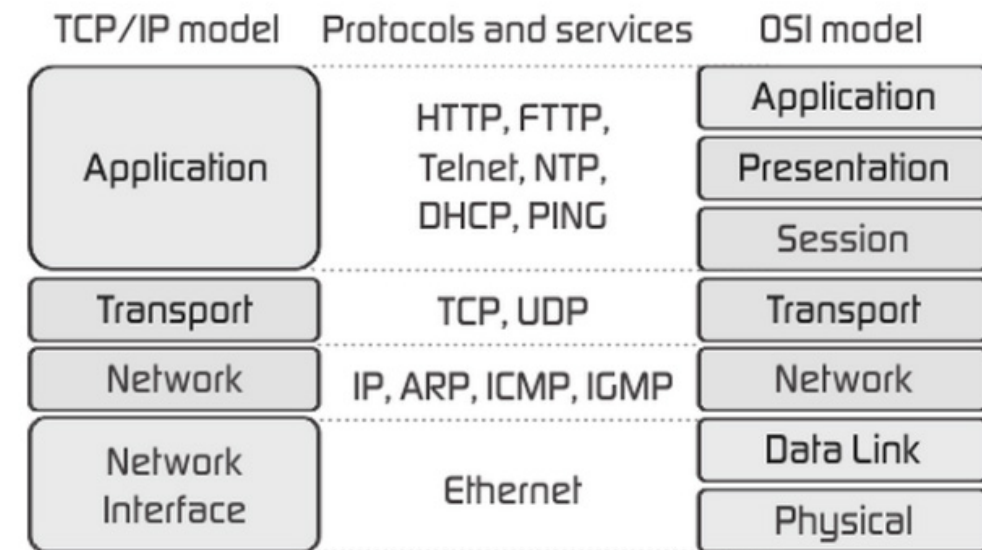 TCP/IP model Protocols and services OSI model
Application
HTTP, FTTP,
Telnet, NTP,
DHCP, PING
Application
Presentation
Session
Transport
TCP, UDP
Transport
Network
IP, ARP, ICMP, IGMP
Network
Network
Interface
Ethernet
Data Link
Physical